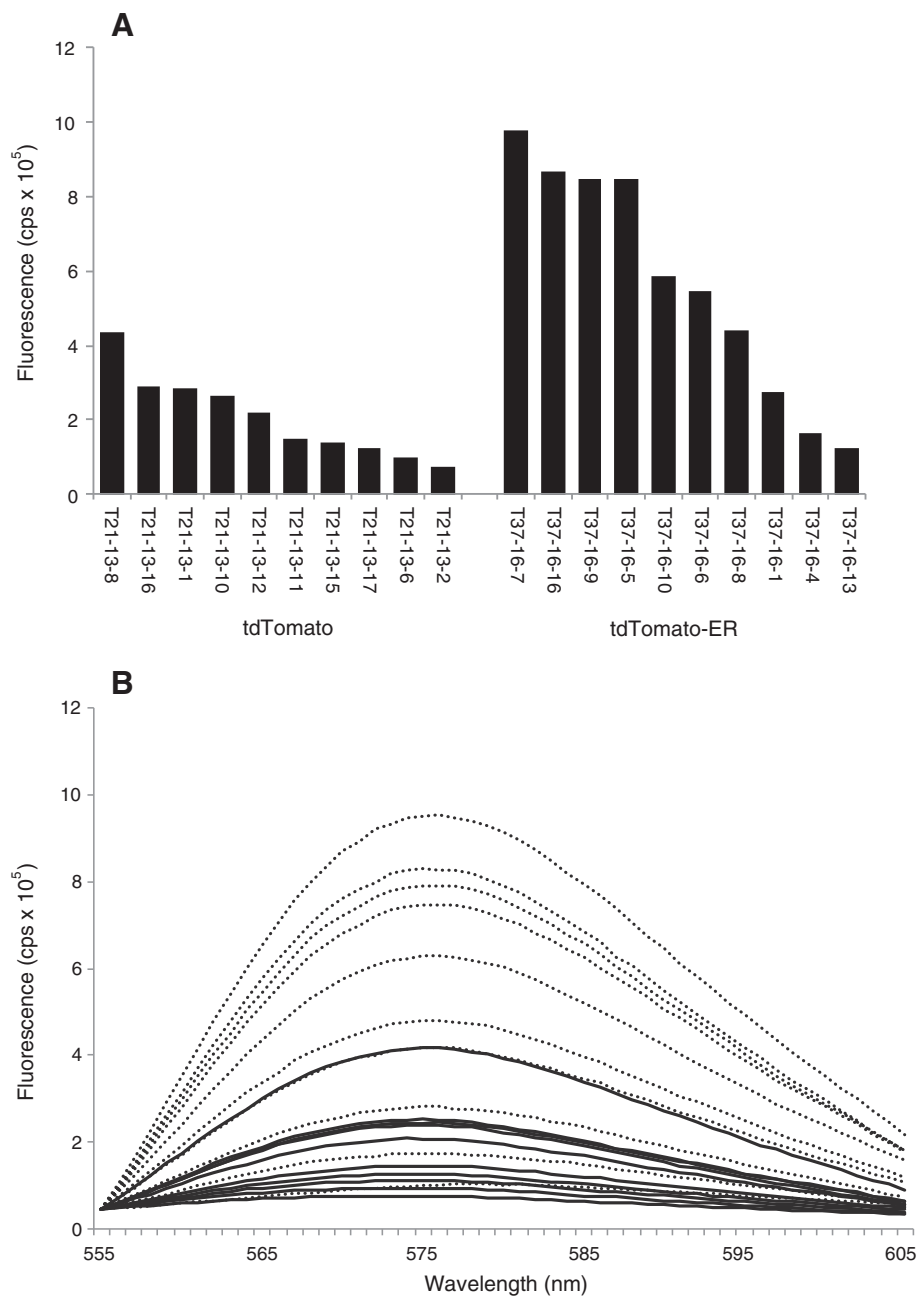 A
12
10
8
6
4
2
0
Fluorescence (cps x 10⁵)
T21-13-8
T21-13-16
T21-13-1
T21-13-10
T21-13-12
T21-13-11
T21-13-15
T21-13-17
T21-13-6
T21-13-2
T37-16-7
T37-16-16
T37-16-9
T37-16-5
T37-16-10
T37-16-6
T37-16-8
T37-16-1
T37-16-4
T37-16-13
tdTomato
tdTomato-ER
B
12
10
8
6
4
2
0
Fluorescence (cps x 10⁵)
555 565 575 585 595 605
Wavelength (nm)